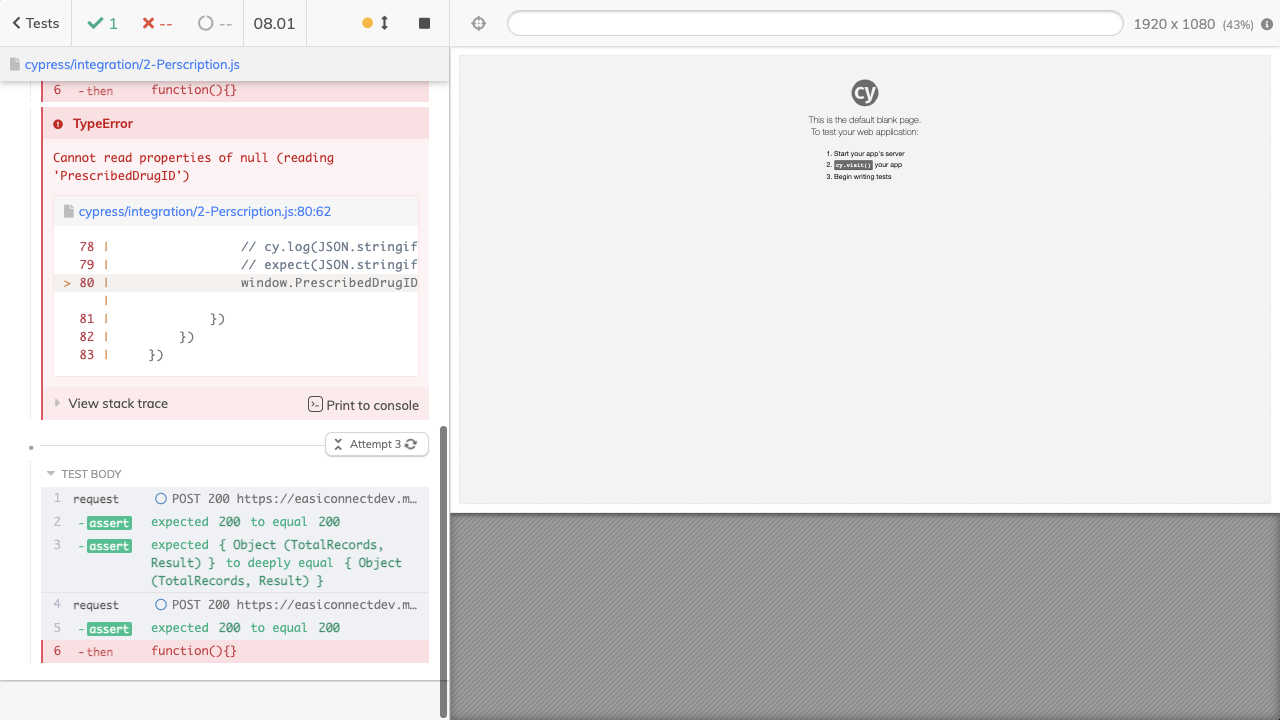 Tests
1
--
--
08.01
1920 x 1080 (43%)
cypress/integration/2-Perscription.js
6 -then function(){}
TypeError
Cannot read properties of null (reading
'PrescribedDrugID')
cypress/integration/2-Perscription.js:80:62
78 | // cy.log(JSON.stringif
79 | // expect(JSON.stringif
> 80 | window.PrescribedDrugID
|
81 | })
82 | })
83 | })
View stack trace
Print to console
Attempt 3
TEST BODY
1 request POST 200 https://easiconnectdev.m…
2 -assert expected 200 to equal 200
3 -assert expected { Object (TotalRecords,
Result) } to deeply equal { Object
(TotalRecords, Result) }
4 request POST 200 https://easiconnectdev.m…
5 -assert expected 200 to equal 200
6 -then function(){}
cy
This is the default blank page.
To test your web application:
1. Start your app's server
2. cy.visit() your app
3. Begin writing tests